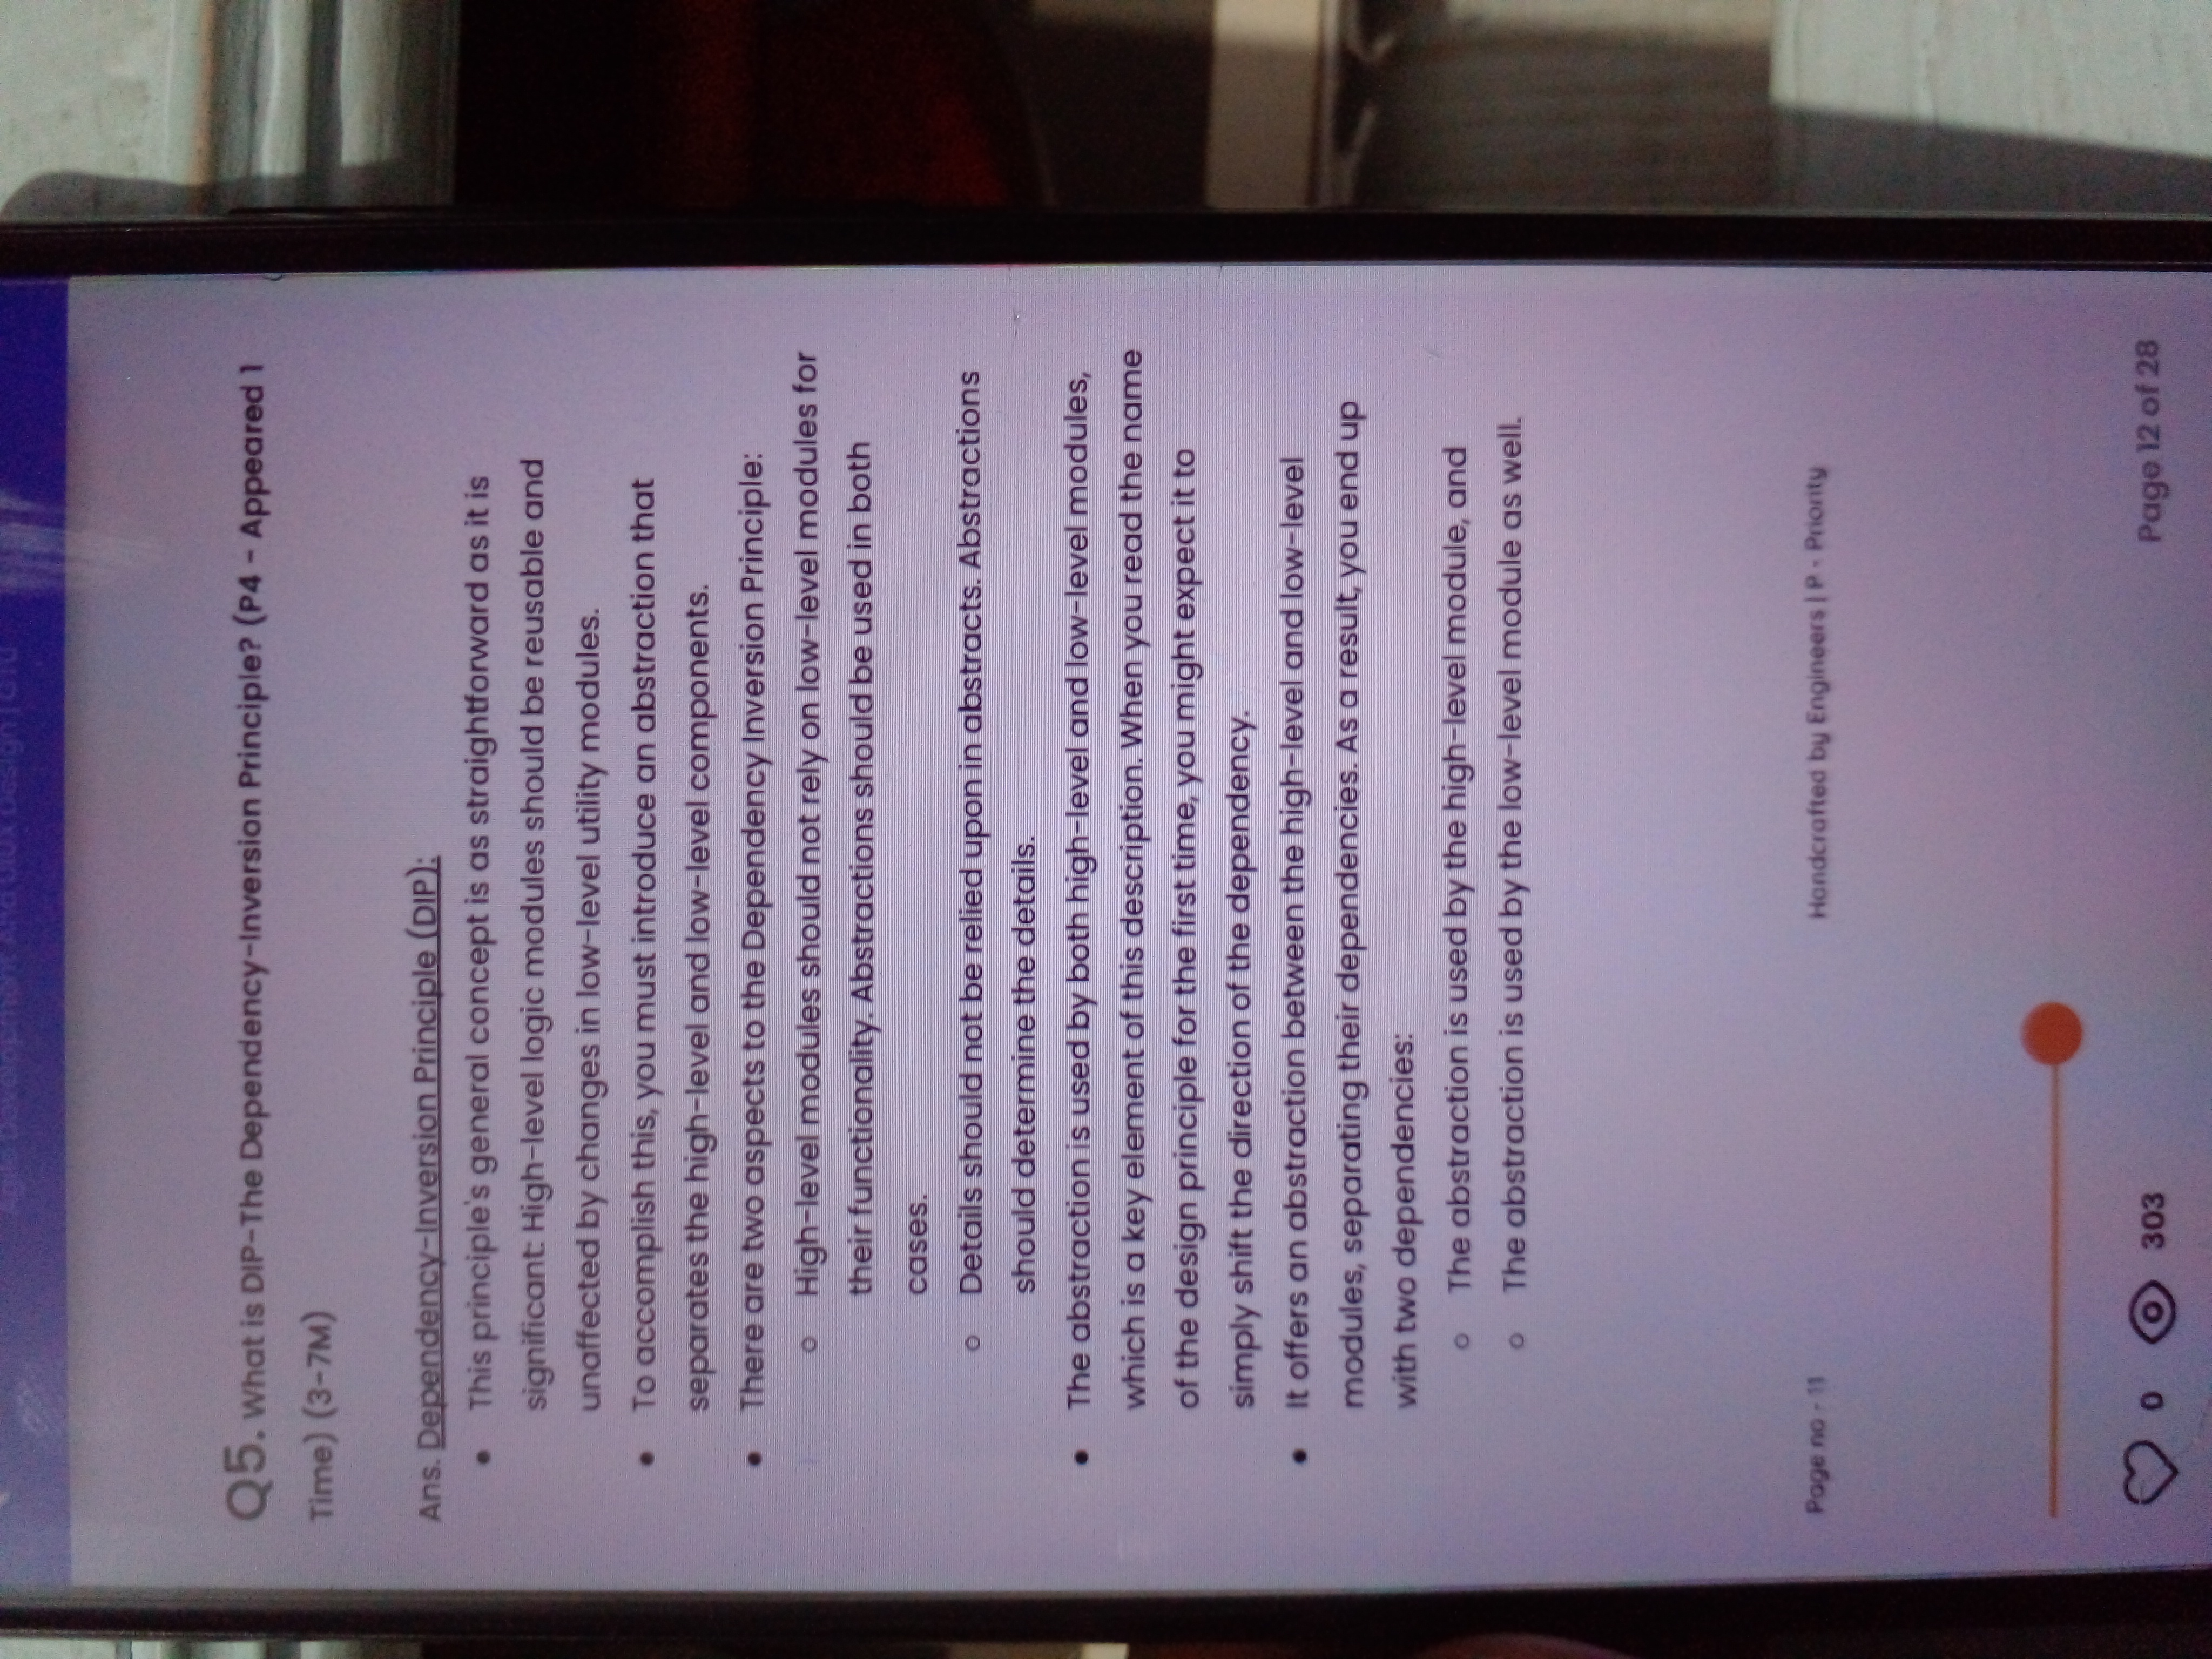 Agile Development And UIUX Design | GTU
Q5. What is DIP-The Dependency-Inversion Principle? (P4 - Appeared 1
Time) (3-7M)
Ans. Dependency-Inversion Principle (DIP):
• This principle's general concept is as straightforward as it is
significant: High-level logic modules should be reusable and
unaffected by changes in low-level utility modules.
• To accomplish this, you must introduce an abstraction that
separates the high-level and low-level components.
• There are two aspects to the Dependency Inversion Principle:
o High-level modules should not rely on low-level modules for
their functionality. Abstractions should be used in both
cases.
o Details should not be relied upon in abstracts. Abstractions
should determine the details.
• The abstraction is used by both high-level and low-level modules,
which is a key element of this description. When you read the name
of the design principle for the first time, you might expect it to
simply shift the direction of the dependency.
• It offers an abstraction between the high-level and low-level
modules, separating their dependencies. As a result, you end up
with two dependencies:
o The abstraction is used by the high-level module, and
o The abstraction is used by the low-level module as well.
Page no - 11 Handcrafted by Engineers | P - Priority
0 303 Page 12 of 28